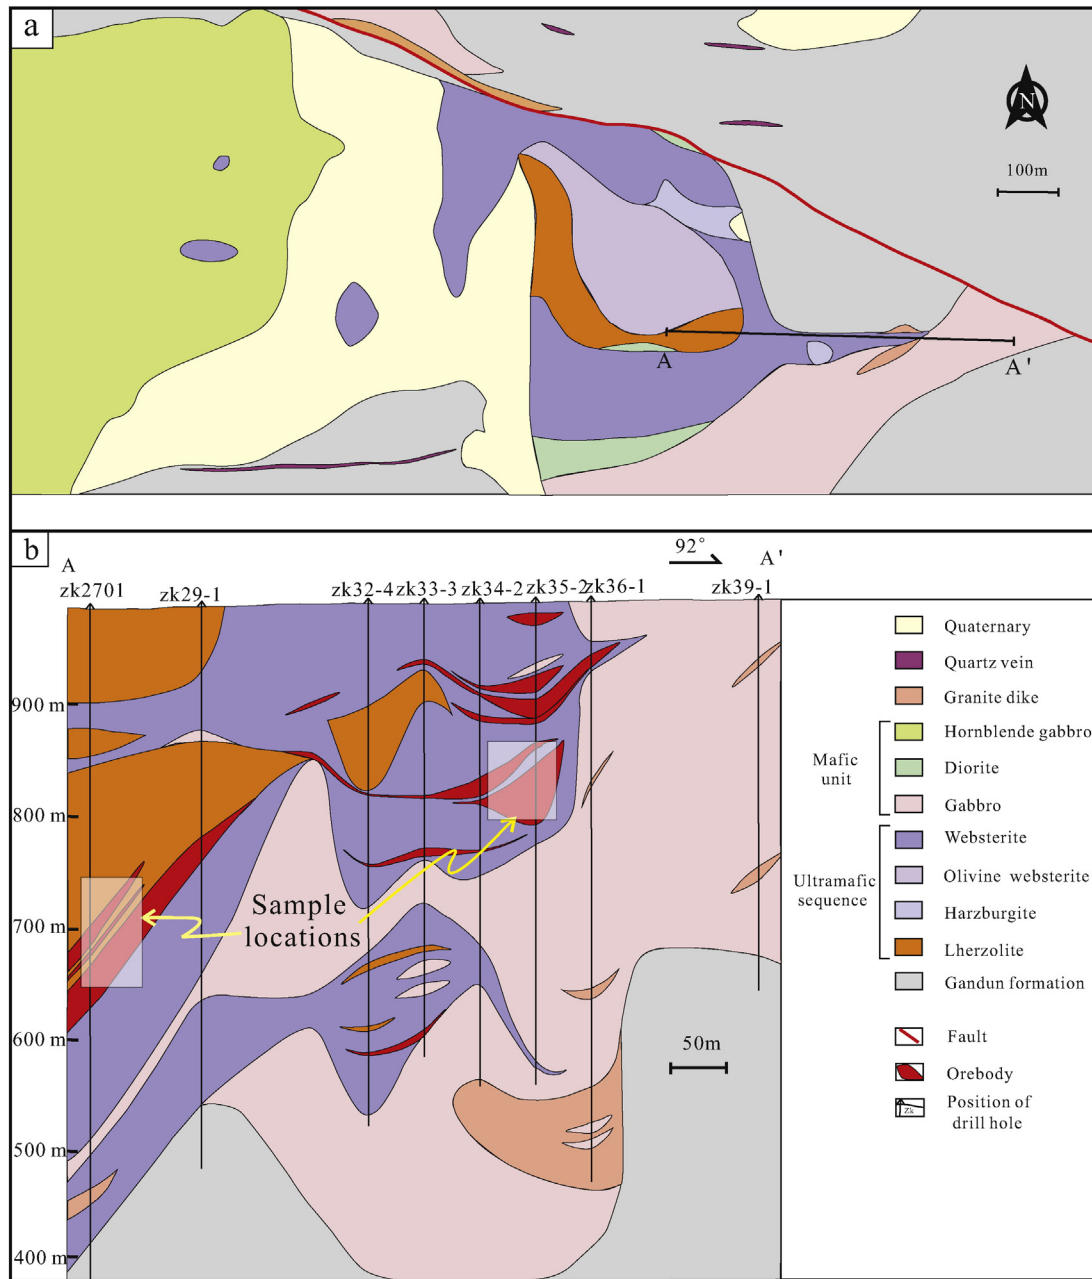 a
N
100m
A
A'
b
92°
A
A'
zk2701
zk29-1
zk32-4
zk33-3
zk34-2
zk35-2
zk36-1
zk39-1
900 m
800 m
700 m
600 m
500 m
400 m
Sample
locations
50m
Quaternary
Quartz vein
Granite dike
Hornblende gabbro
Mafic
unit
Diorite
Gabbro
Websterite
Ultramafic
sequence
Olivine websterite
Harzburgite
Lherzolite
Gandun formation
Fault
Orebody
Zk
Position of
drill hole